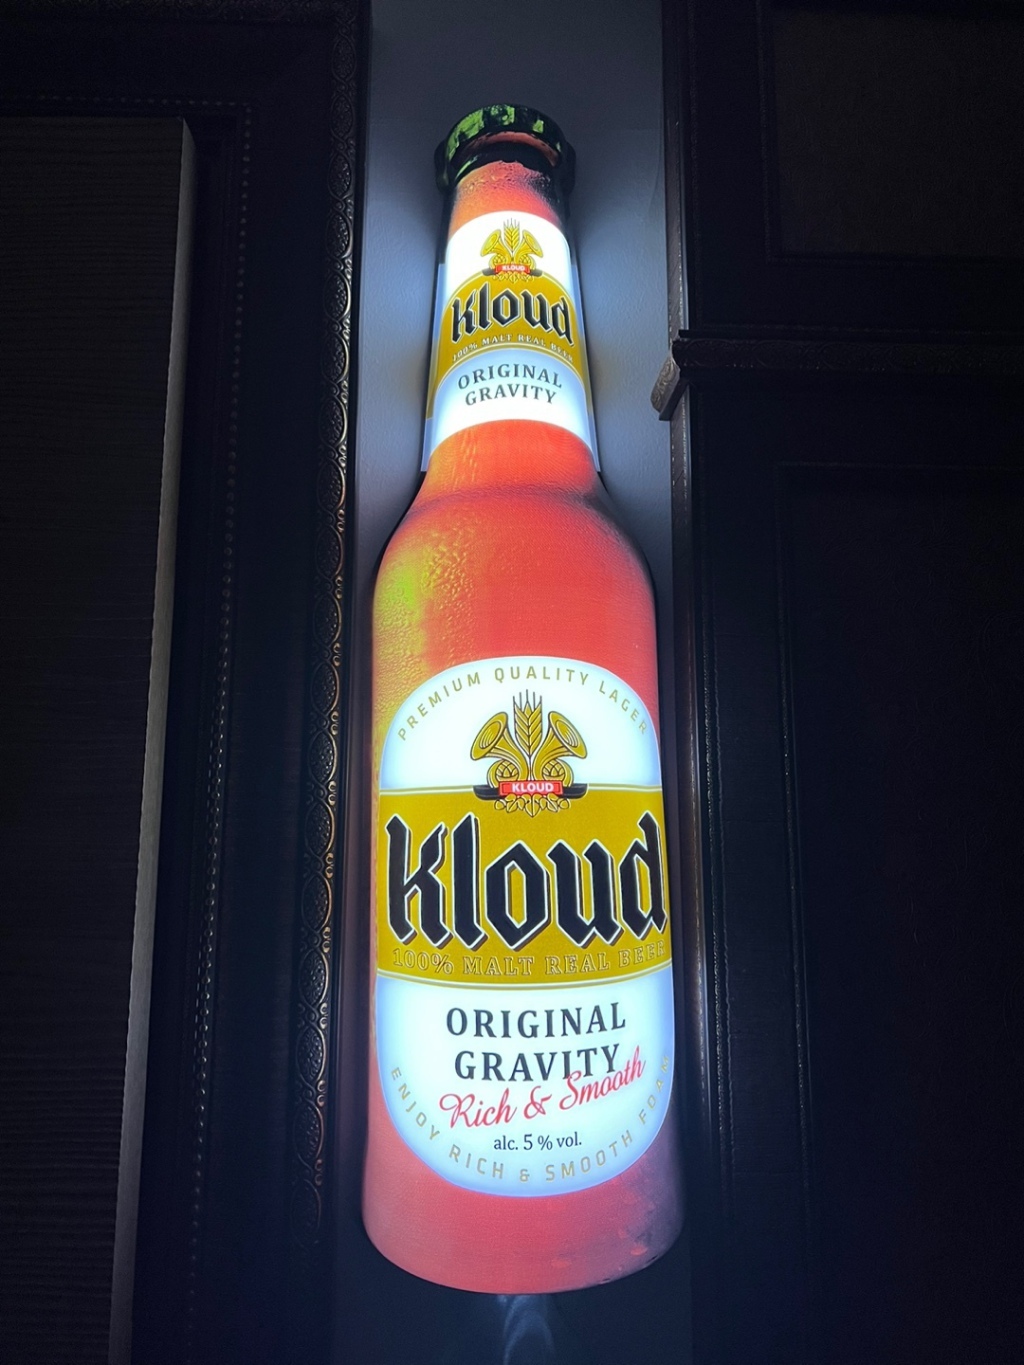 KLOUD
Kloud
100% MALT REAL BEER
ORIGINAL
GRAVITY
PREMIUM QUALITY LAGER
KLOUD
Kloud
100% MALT REAL BEER
ORIGINAL
GRAVITY
Rich & Smooth
alc. 5 % vol.
ENJOY RICH & SMOOTH FOAM